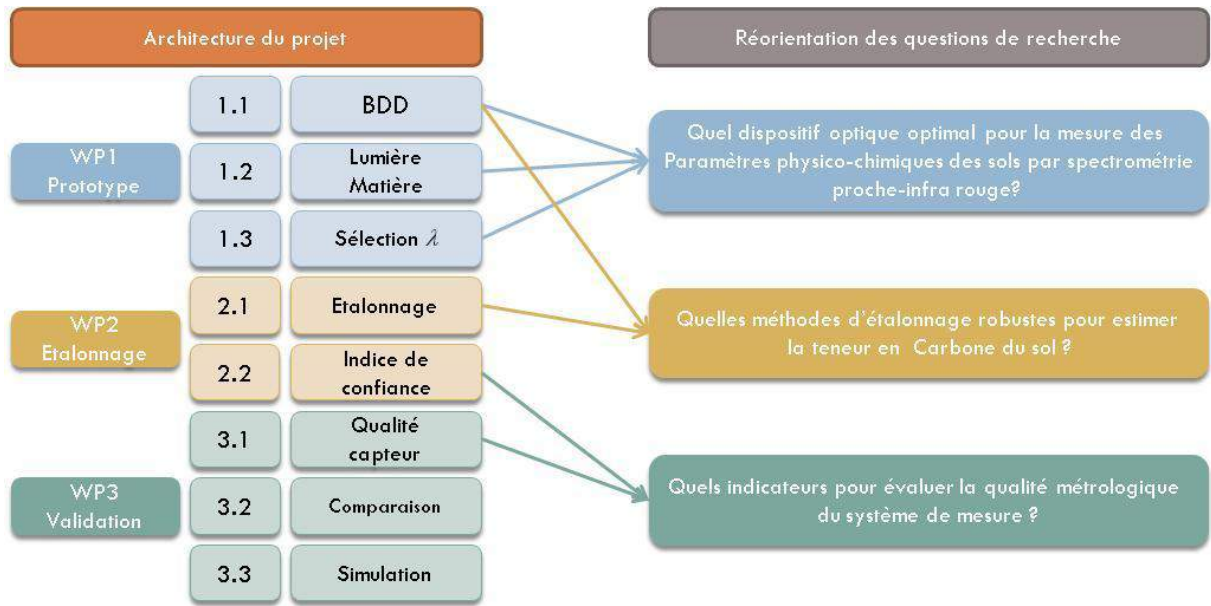 Architecture du projet
Réorientation des questions de recherche
WP1
Prototype
1.1
BDD
1.2
Lumière
Matière
1.3
Sélection λ
WP2
Etalonnage
2.1
Etalonnage
2.2
Indice de
confiance
WP3
Validation
3.1
Qualité
capteur
3.2
Comparaison
3.3
Simulation
Quel dispositif optique optimal pour la mesure des
Paramètres physico-chimiques des sols par spectrométrie
proche-infra rouge?
Quelles méthodes d'étalonnage robustes pour estimer
la teneur en Carbone du sol ?
Quels indicateurs pour évaluer la qualité métrologique
du système de mesure ?